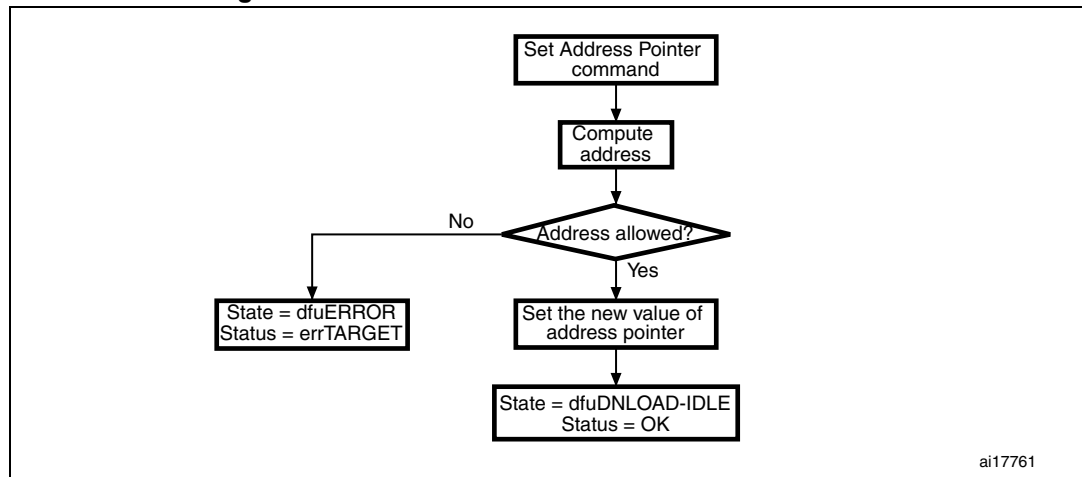 Set Address Pointer
command
Compute
address
No
Address allowed?
Yes
State = dfuERROR
Status = errTARGET
Set the new value of
address pointer
State = dfuDNLOAD-IDLE
Status = OK
ai17761